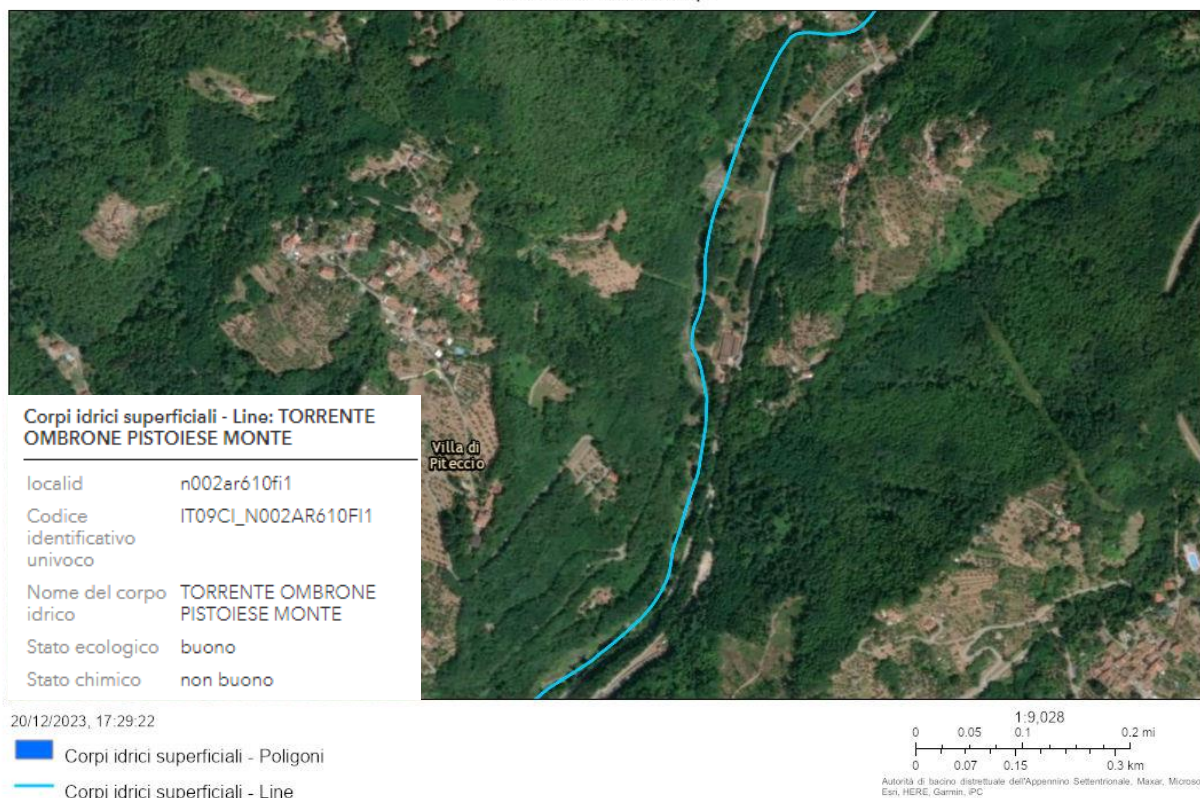 Corpi idrici superficiali - Line: TORRENTE
OMBRONE PISTOIESE MONTE
localid n002ar610fi1
Codice identificativo univoco IT09CI_N002AR610FI1
Nome del corpo idrico TORRENTE OMBRONE PISTOIESE MONTE
Stato ecologico buono
Stato chimico non buono
Villa di
Piteccio
20/12/2023, 17:29:22
Corpi idrici superficiali - Poligoni
Corpi idrici superficiali - Line
1:9,028
0 0.05 0.1 0.2 mi
0 0.07 0.15 0.3 km
Autorità di bacino distrettuale dell'Appennino Settentrionale, Maxar,
Esri, HERE, Garmin, iPC